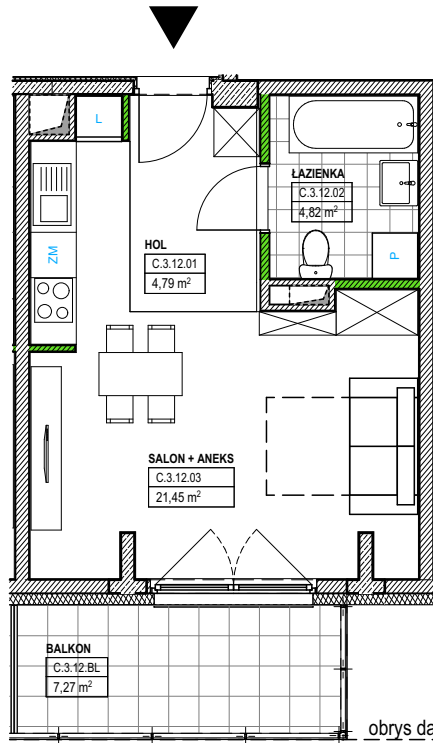 L
ŁAZIENKA
C.3.12.02
4,82 m²
HOL
C.3.12.01
4,79 m²
ZM
P
SALON + ANEKS
C.3.12.03
21,45 m²
BALKON
C.3.12.BL
7,27 m²
obrys da